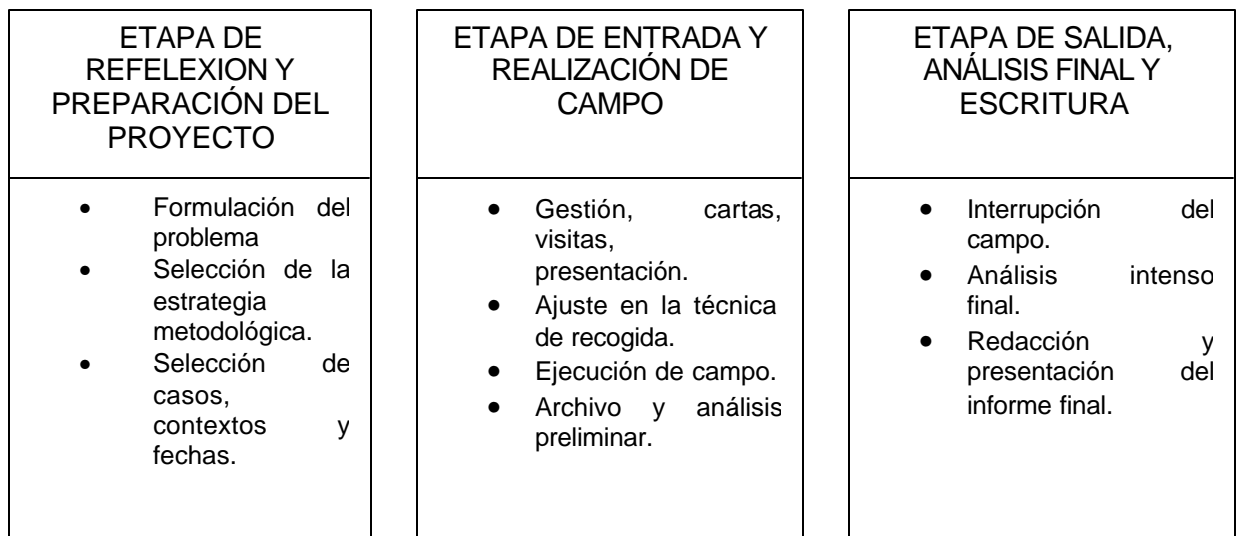 ETAPA DE
REFELEXION Y
PREPARACIÓN DEL
PROYECTO
• Formulación del
problema
• Selección de la
estrategia
metodológica.
• Selección de
casos,
contextos y
fechas.
ETAPA DE ENTRADA Y
REALIZACIÓN DE
CAMPO
• Gestión, cartas,
visitas,
presentación.
• Ajuste en la técnica
de recogida.
• Ejecución de campo.
• Archivo y análisis
preliminar.
ETAPA DE SALIDA,
ANÁLISIS FINAL Y
ESCRITURA
• Interrupción del
campo.
• Análisis intenso
final.
• Redacción y
presentación del
informe final.